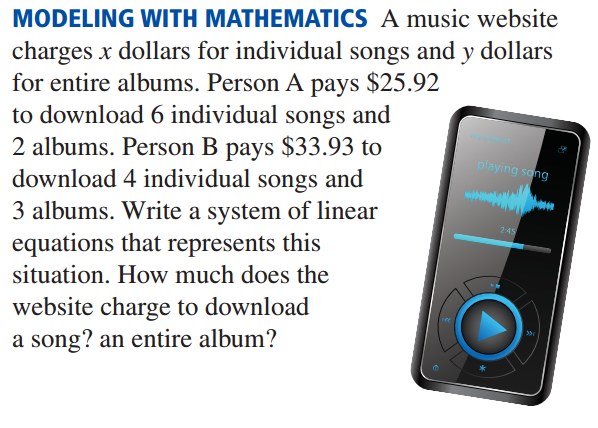 MODELING WITH MATHEMATICS A music website
charges x dollars for individual songs and y dollars
for entire albums. Person A pays $25.92
to download 6 individual songs and
2 albums. Person B pays $33.93 to
download 4 individual songs and
3 albums. Write a system of linear
equations that represents this
situation. How much does the
website charge to download
a song? an entire album?
playing song
2:45